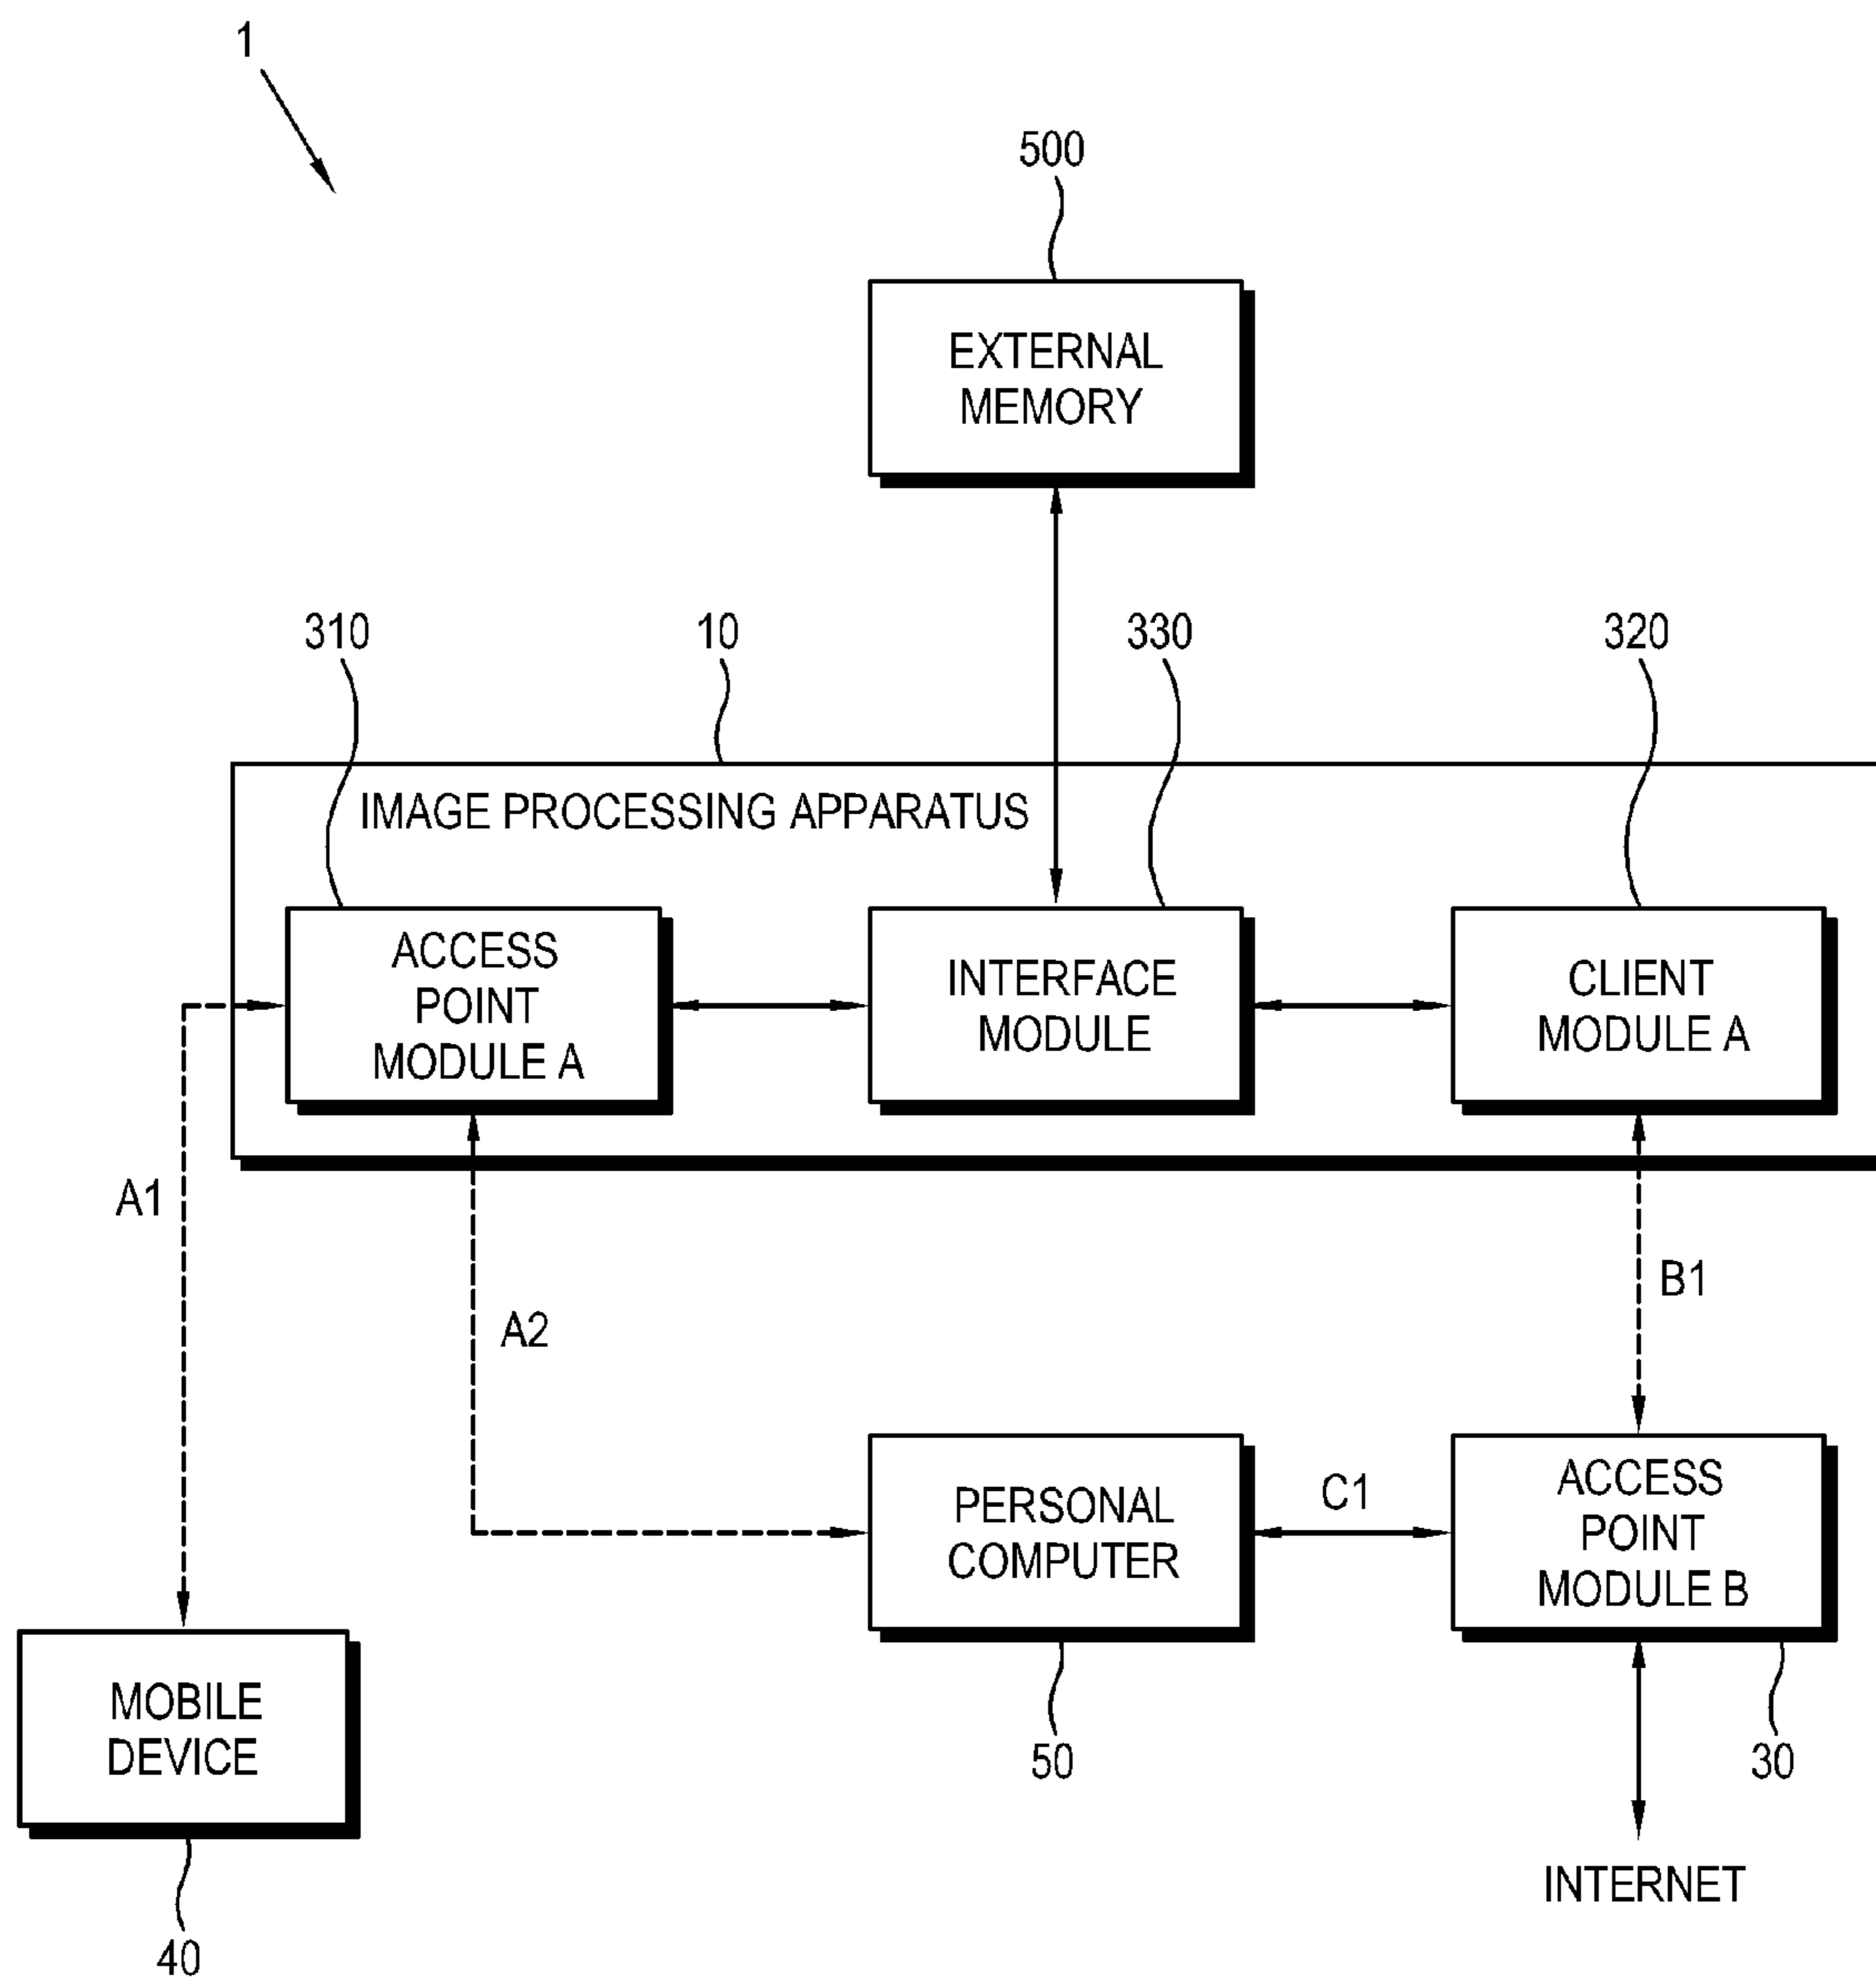 1
500
EXTERNAL
MEMORY
310
10
330
320
IMAGE PROCESSING APPARATUS
ACCESS
POINT
MODULE A
INTERFACE
MODULE
CLIENT
MODULE A
A1
A2
B1
PERSONAL
COMPUTER
C1
ACCESS
POINT
MODULE B
MOBILE
DEVICE
50
30
INTERNET
40